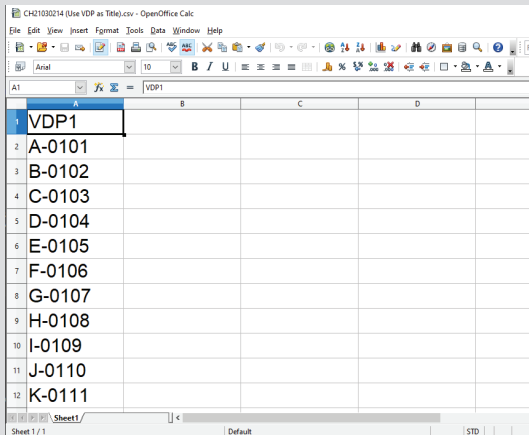 CH21030214 (Use VDP as Title).csv - OpenOffice Calc
File Edit View Insert Format Tools Data Window Help
Arial 10 B I U
A1 VDP1
A B C D
1 VDP1
2 A-0101
3 B-0102
4 C-0103
5 D-0104
6 E-0105
7 F-0106
8 G-0107
9 H-0108
10 I-0109
11 J-0110
12 K-0111
Sheet1
Sheet 1 / 1 Default STD